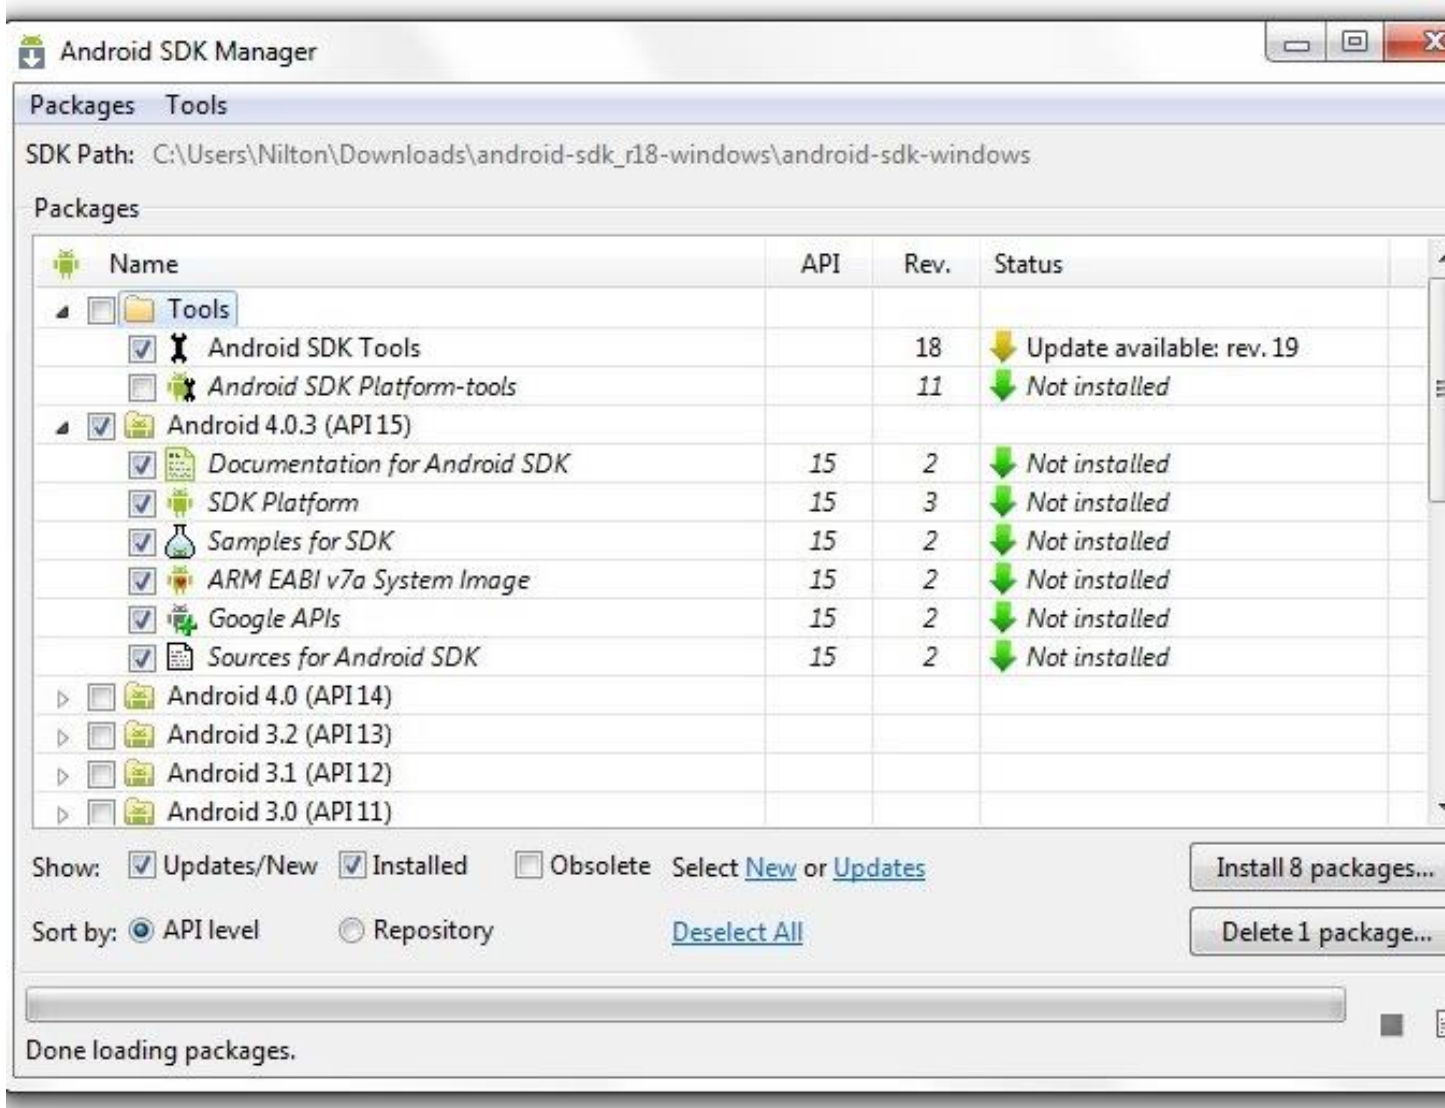 Android SDK Manager
Packages Tools
SDK Path: C:\Users\Nilton\Downloads\android-sdk_r18-windows\android-sdk-windows
Packages
Name API Rev. Status
Tools
Android SDK Tools 18 Update available: rev. 19
Android SDK Platform-tools 11 Not installed
Android 4.0.3 (API 15)
Documentation for Android SDK 15 2 Not installed
SDK Platform 15 3 Not installed
Samples for SDK 15 2 Not installed
ARM EABI v7a System Image 15 2 Not installed
Google APIs 15 2 Not installed
Sources for Android SDK 15 2 Not installed
Android 4.0 (API 14)
Android 3.2 (API 13)
Android 3.1 (API 12)
Android 3.0 (API 11)
Show: Updates/New Installed Obsolete Select New or Updates Install 8 packages...
Sort by: API level Repository Deselect All Delete 1 package...
Done loading packages.